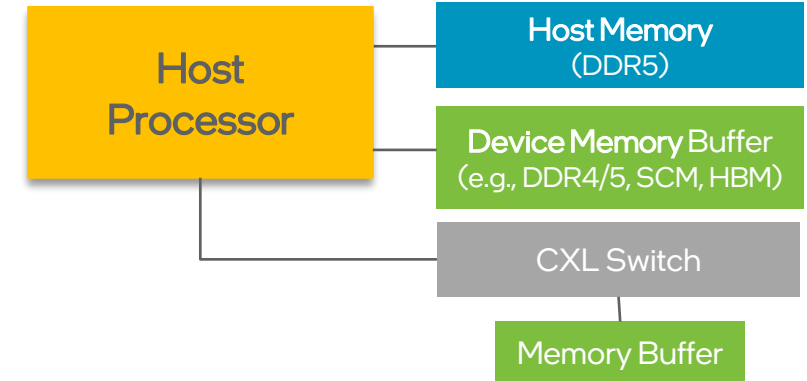 Host
Processor
Host Memory
(DDR5)
Device Memory Buffer
(e.g., DDR4/5, SCM, HBM)
CXL Switch
Memory Buffer